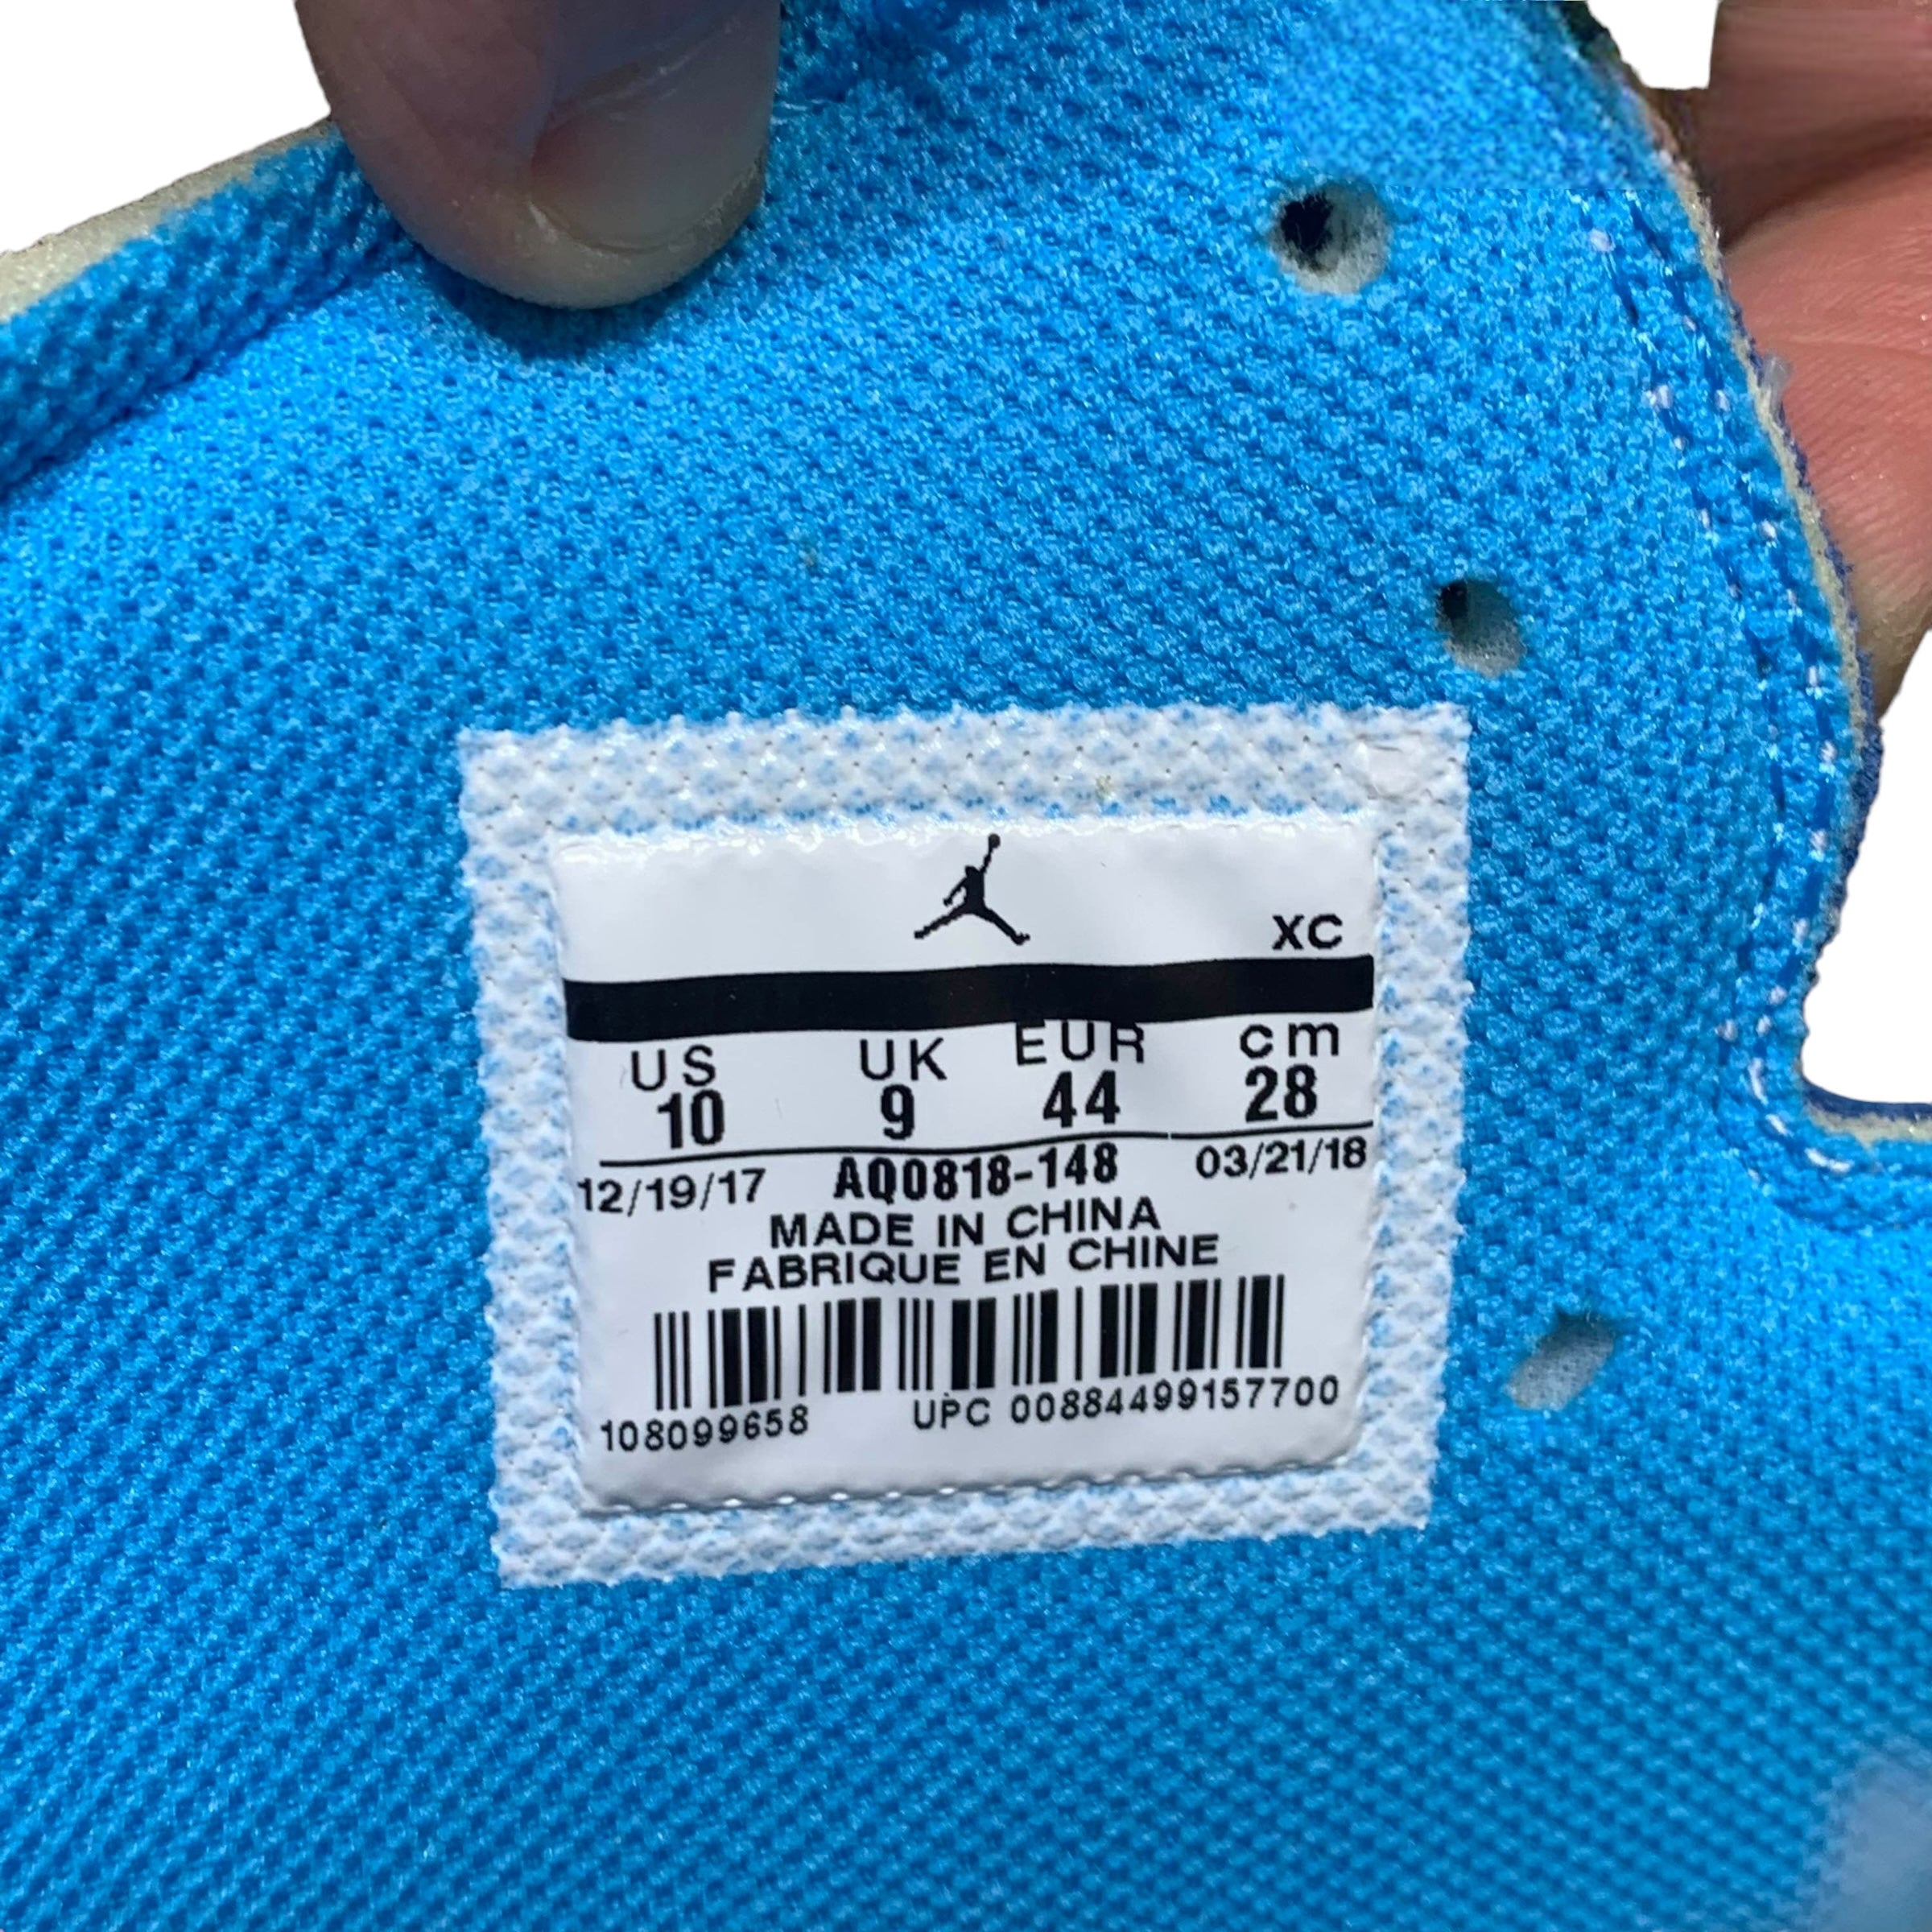 XC
US UK EUR cm
10 9 44 28
12/19/17 AQ0818-148 03/21/18
MADE IN CHINA
FABRIQUE EN CHINE
108099658 UPC 00884499157700